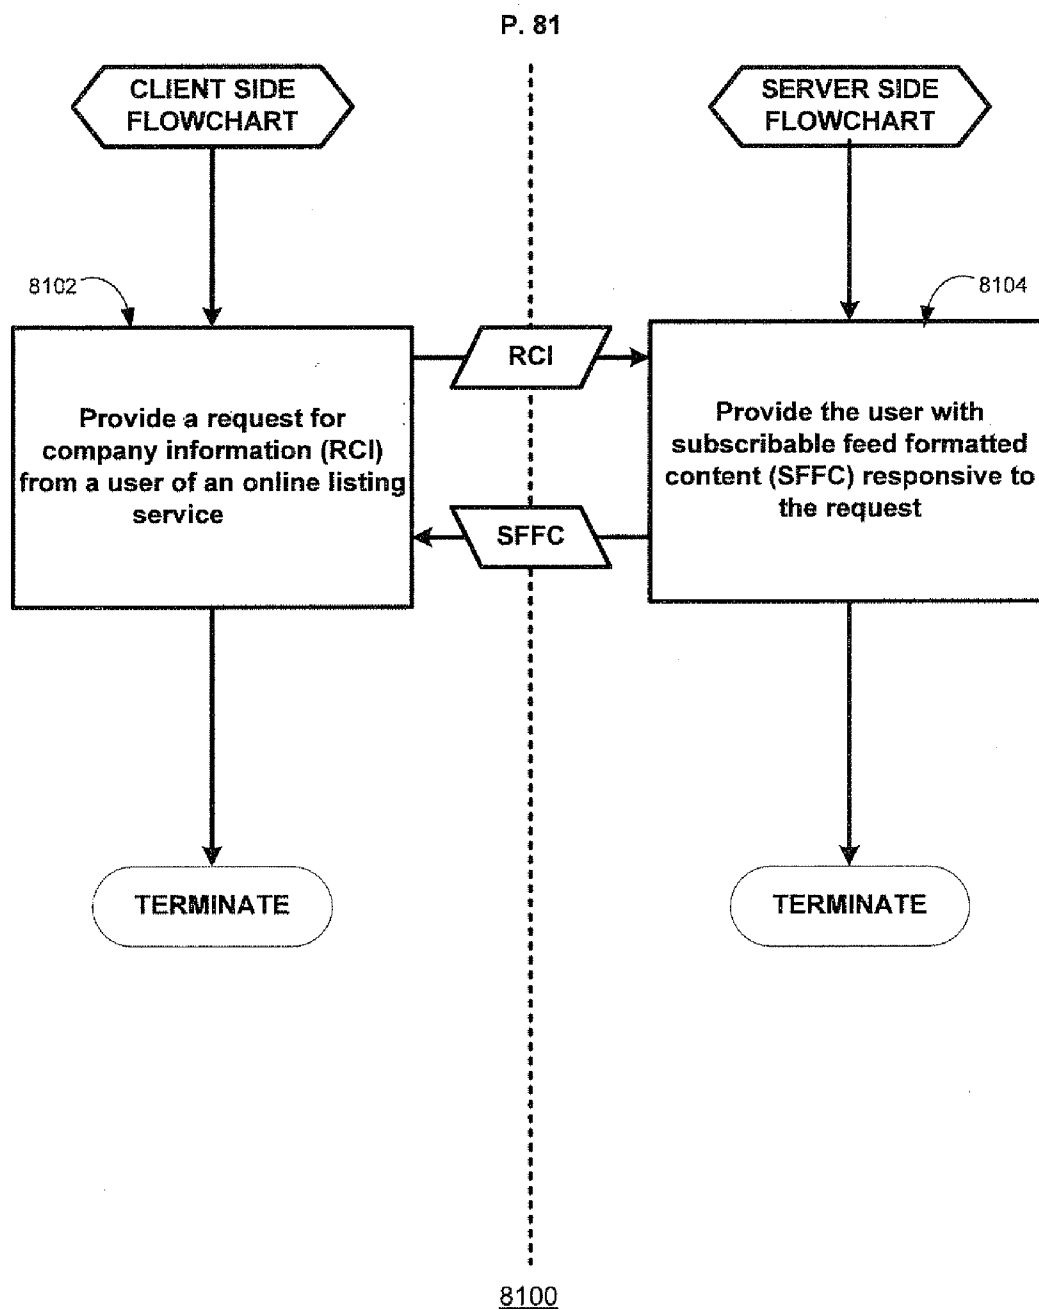 P. 81
CLIENT SIDE
FLOWCHART
SERVER SIDE
FLOWCHART
8102
8104
RCI
Provide a request for
company information (RCI)
from a user of an online listing
service
Provide the user with
subscribable feed formatted
content (SFFC) responsive to
the request
SFFC
TERMINATE
TERMINATE
8100